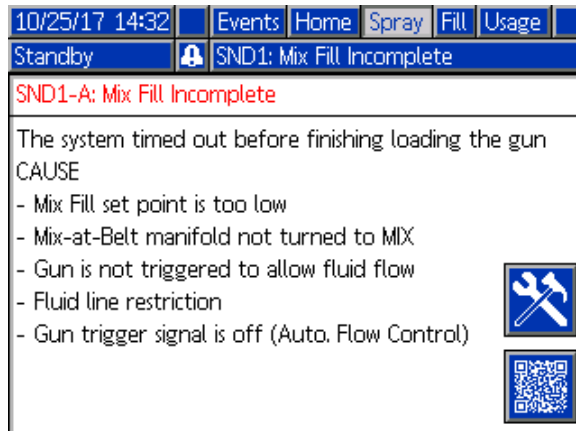 10/25/17 14:32 Events Home Spray Fill Usage
Standby SND1: Mix Fill Incomplete
SND1-A: Mix Fill Incomplete
The system timed out before finishing loading the gun
CAUSE
- Mix Fill set point is too low
- Mix-at-Belt manifold not turned to MIX
- Gun is not triggered to allow fluid flow
- Fluid line restriction
- Gun trigger signal is off (Auto. Flow Control)